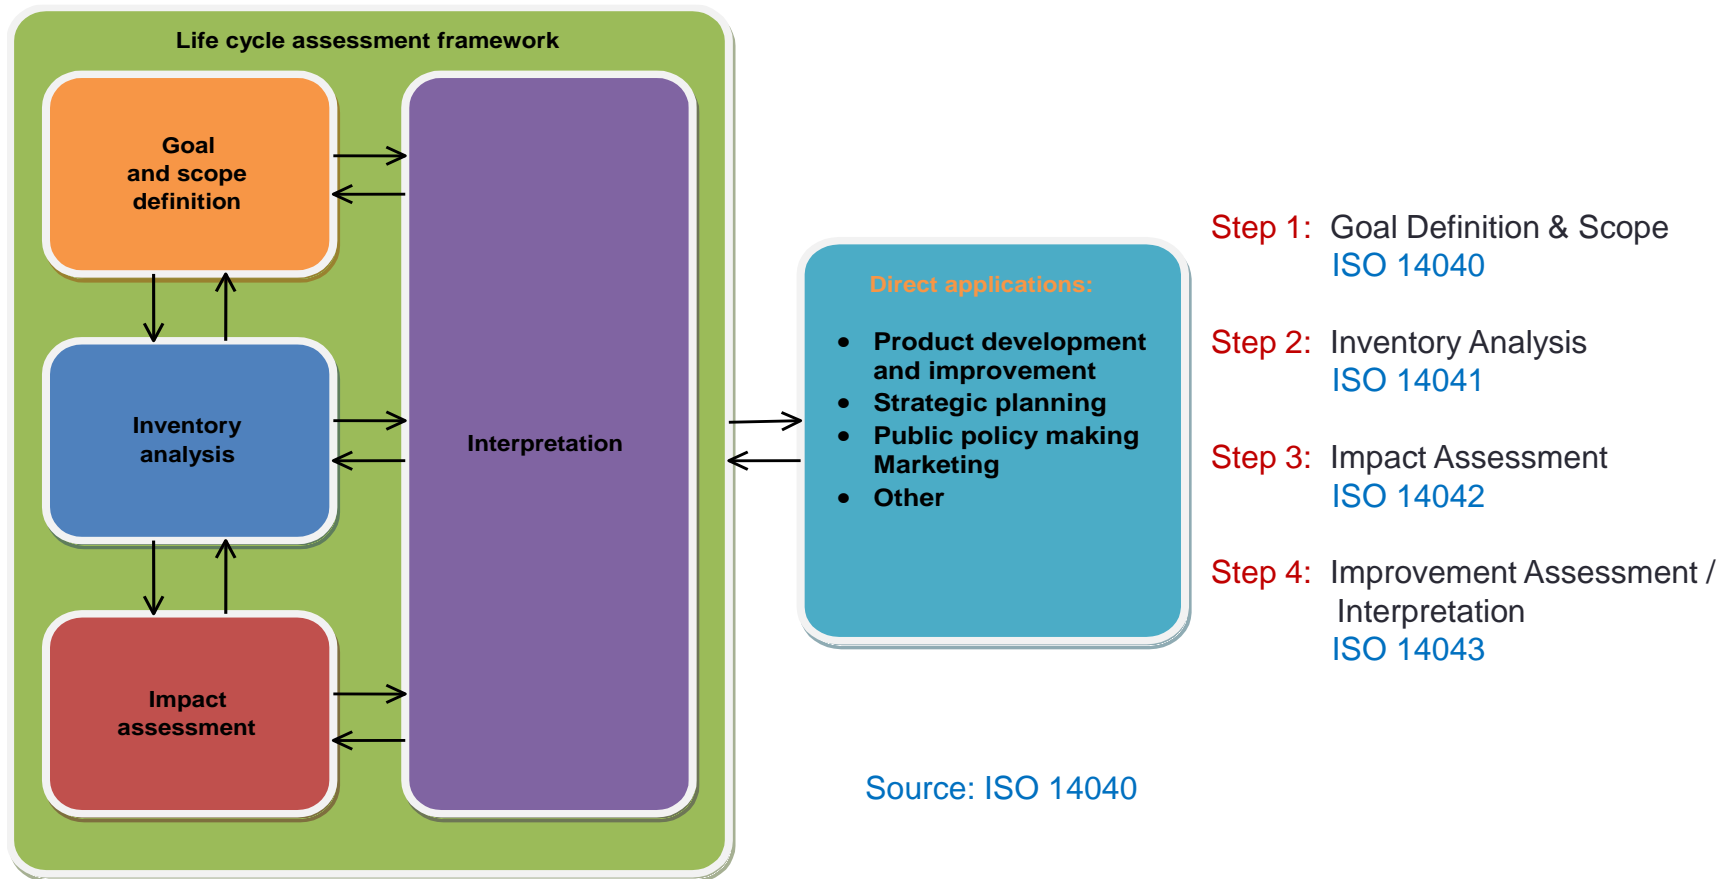 Life cycle assessment framework
Goal
and scope
definition
Inventory
analysis
Impact
assessment
Interpretation
Direct applications:
• Product development
and improvement
• Strategic planning
• Public policy making
Marketing
• Other
Step 1: Goal Definition & Scope
ISO 14040
Step 2: Inventory Analysis
ISO 14041
Step 3: Impact Assessment
ISO 14042
Step 4: Improvement Assessment /
Interpretation
ISO 14043
Source: ISO 14040